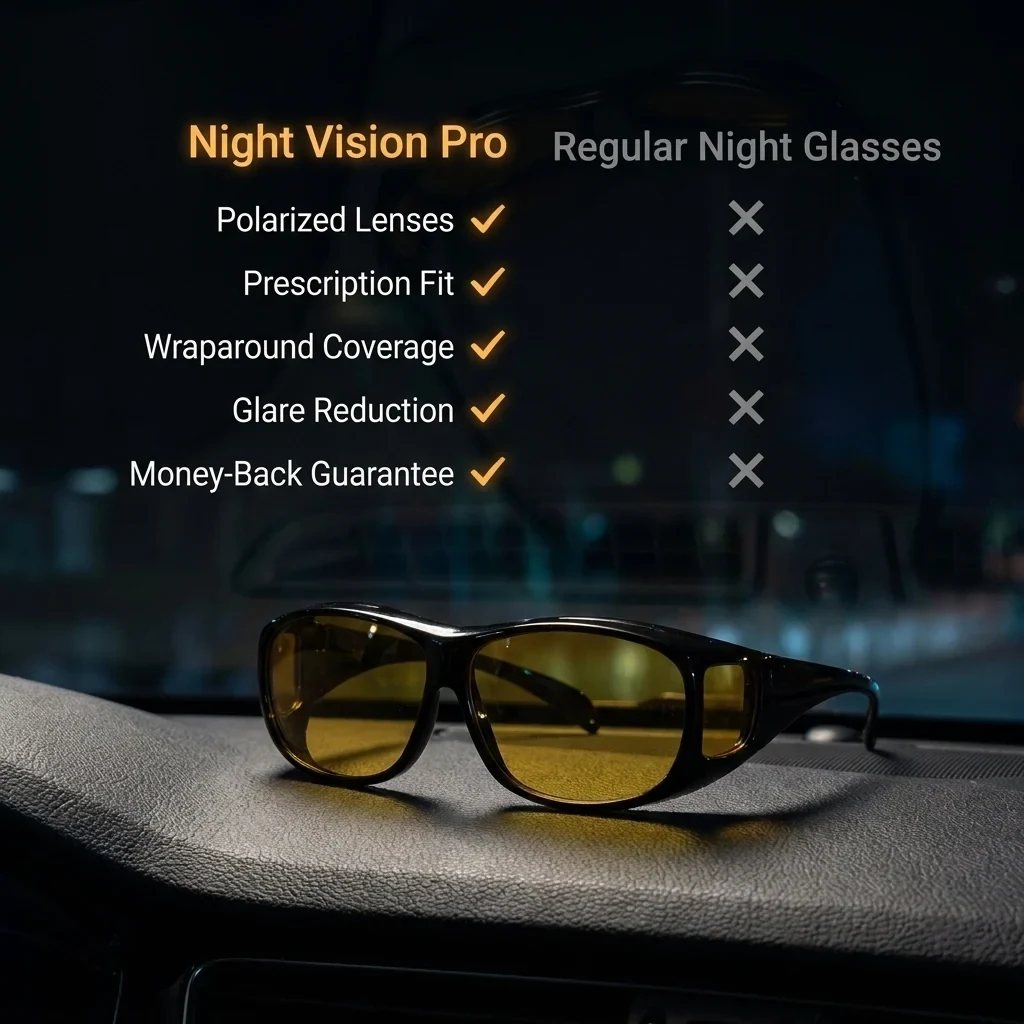 Night Vision Pro Regular Night Glasses
Polarized Lenses ✓ ✕
Prescription Fit ✓ ✕
Wraparound Coverage ✓ ✕
Glare Reduction ✓ ✕
Money-Back Guarantee ✓ ✕